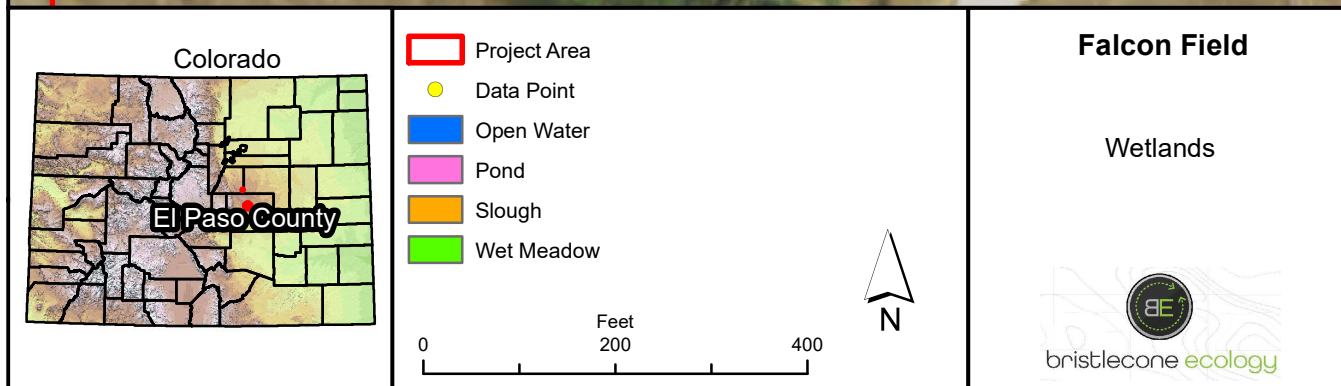 Colorado
El Paso County
Project Area
Data Point
Open Water
Pond
Slough
Wet Meadow
Feet
0 200 400
N
Falcon Field
Wetlands
BE
bristlecone ecology